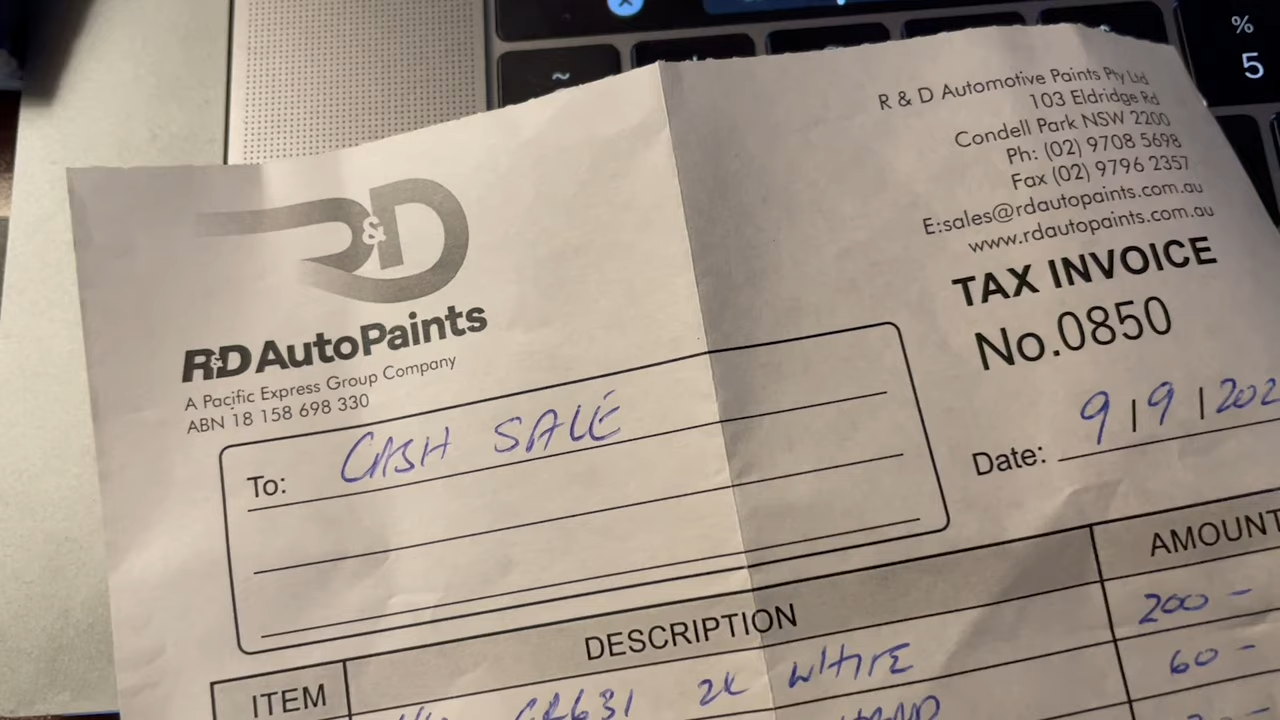 %
5
~
R & D Automotive Paints Pty Ltd
103 Eldridge Rd
Condell Park NSW 2200
Ph: (02) 9708 5698
Fax (02) 9796 2357
E:sales@rdautopaints.com.au
www.rdautopaints.com.au
TAX INVOICE
No.0850
R&D
R&D AutoPaints
A Pacific Express Group Company
ABN 18 158 698 330
To: CASH SALE
Date: 9/9/202
ITEM DESCRIPTION AMOUNT
2K WHITE 200 -
60 -